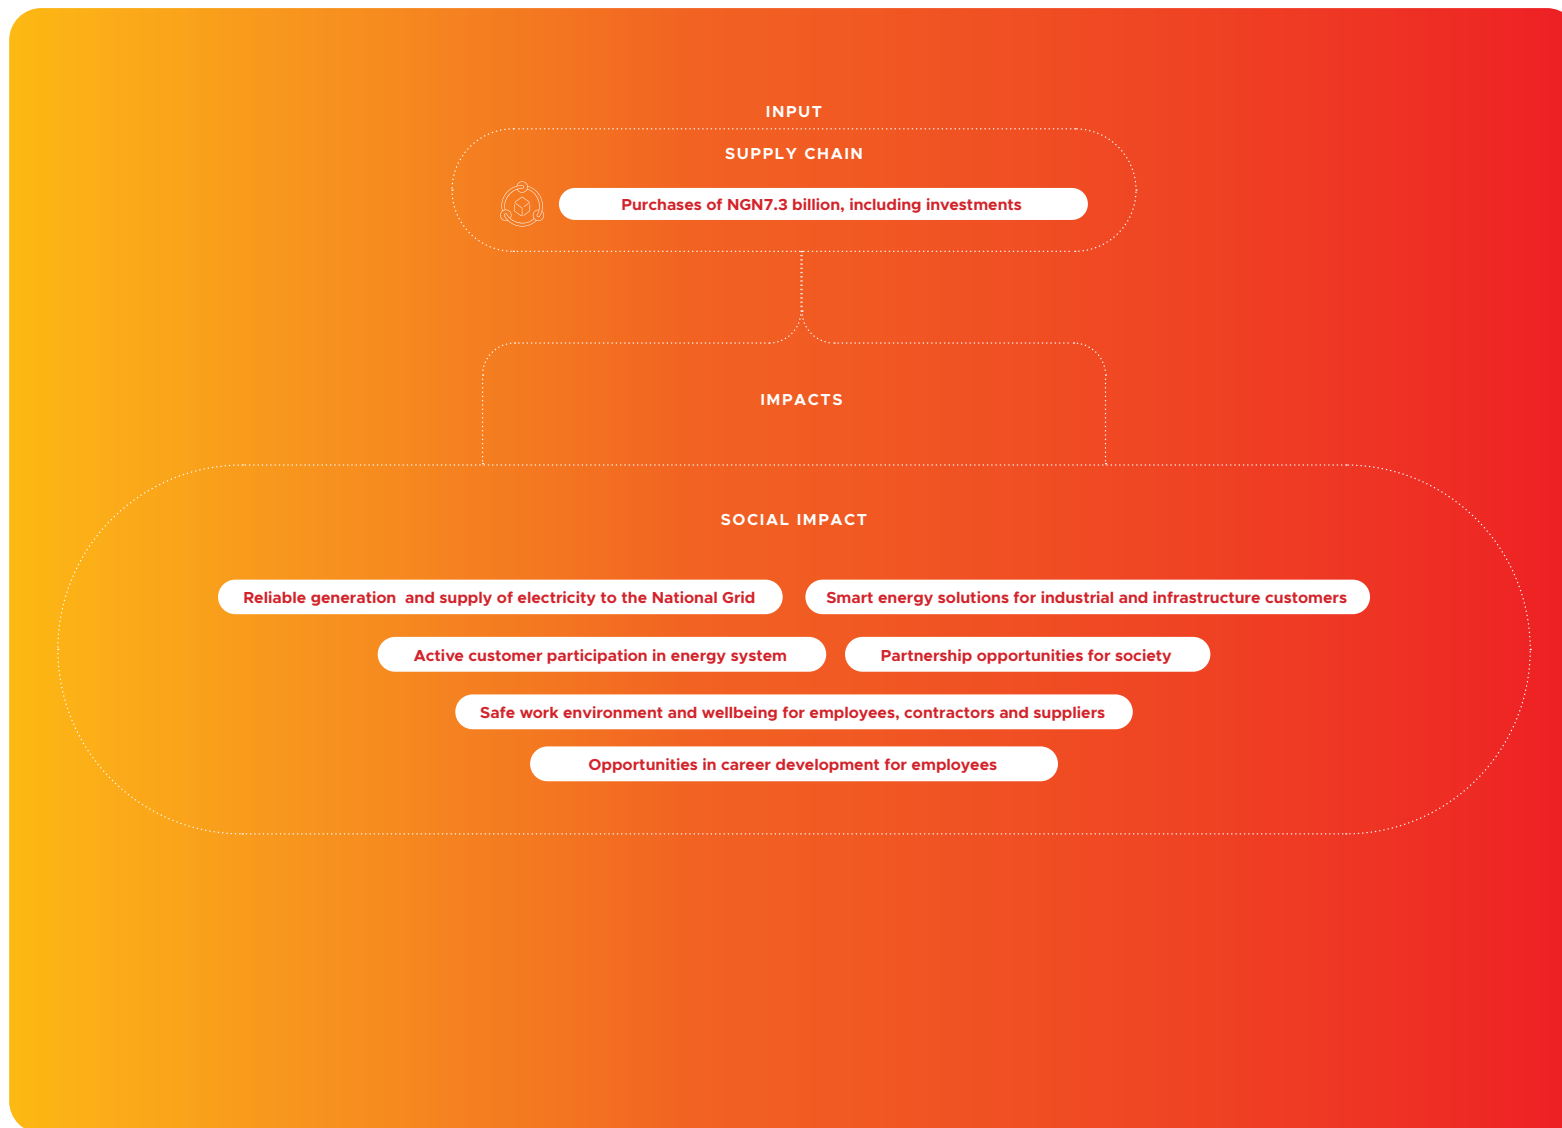 INPUT
SUPPLY CHAIN
Purchases of NGN7.3 billion, including investments
IMPACTS
SOCIAL IMPACT
Reliable generation and supply of electricity to the National Grid
Smart energy solutions for industrial and infrastructure customers
Active customer participation in energy system
Partnership opportunities for society
Safe work environment and wellbeing for employees, contractors and suppliers
Opportunities in career development for employees